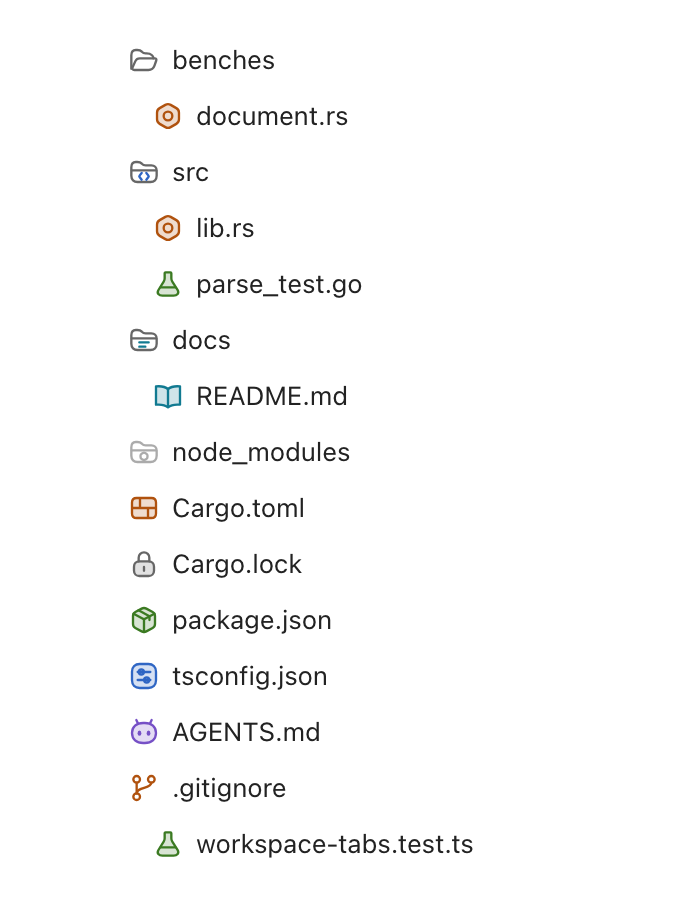 benches
document.rs
src
lib.rs
parse_test.go
docs
README.md
node_modules
Cargo.toml
Cargo.lock
package.json
tsconfig.json
AGENTS.md
.gitignore
workspace-tabs.test.ts